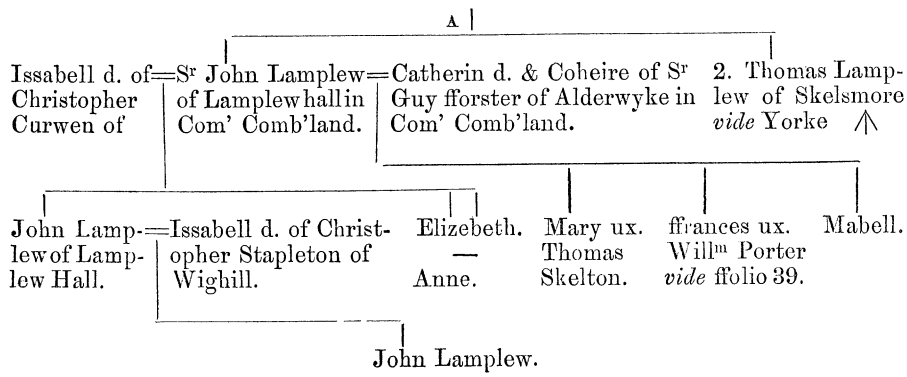 A
Issabell d. of=Sr John Lamplew=Catherin d. & Coheire of Sr 2. Thomas Lamp-
Christopher of Lamplew hall in Guy fforster of Alderwyke in lew of Skelsmore
Curwen of Com' Comb'land. Com' Comb'land. vide Yorke
John Lamp-=Issabell d. of Christ- Elizebeth. Mary ux. ffrances ux. Mabell.
lew of Lamp- opher Stapleton of — Thomas Willm Porter
lew Hall. Wighill. Anne. Skelton. vide ffolio 39.
John Lamplew.